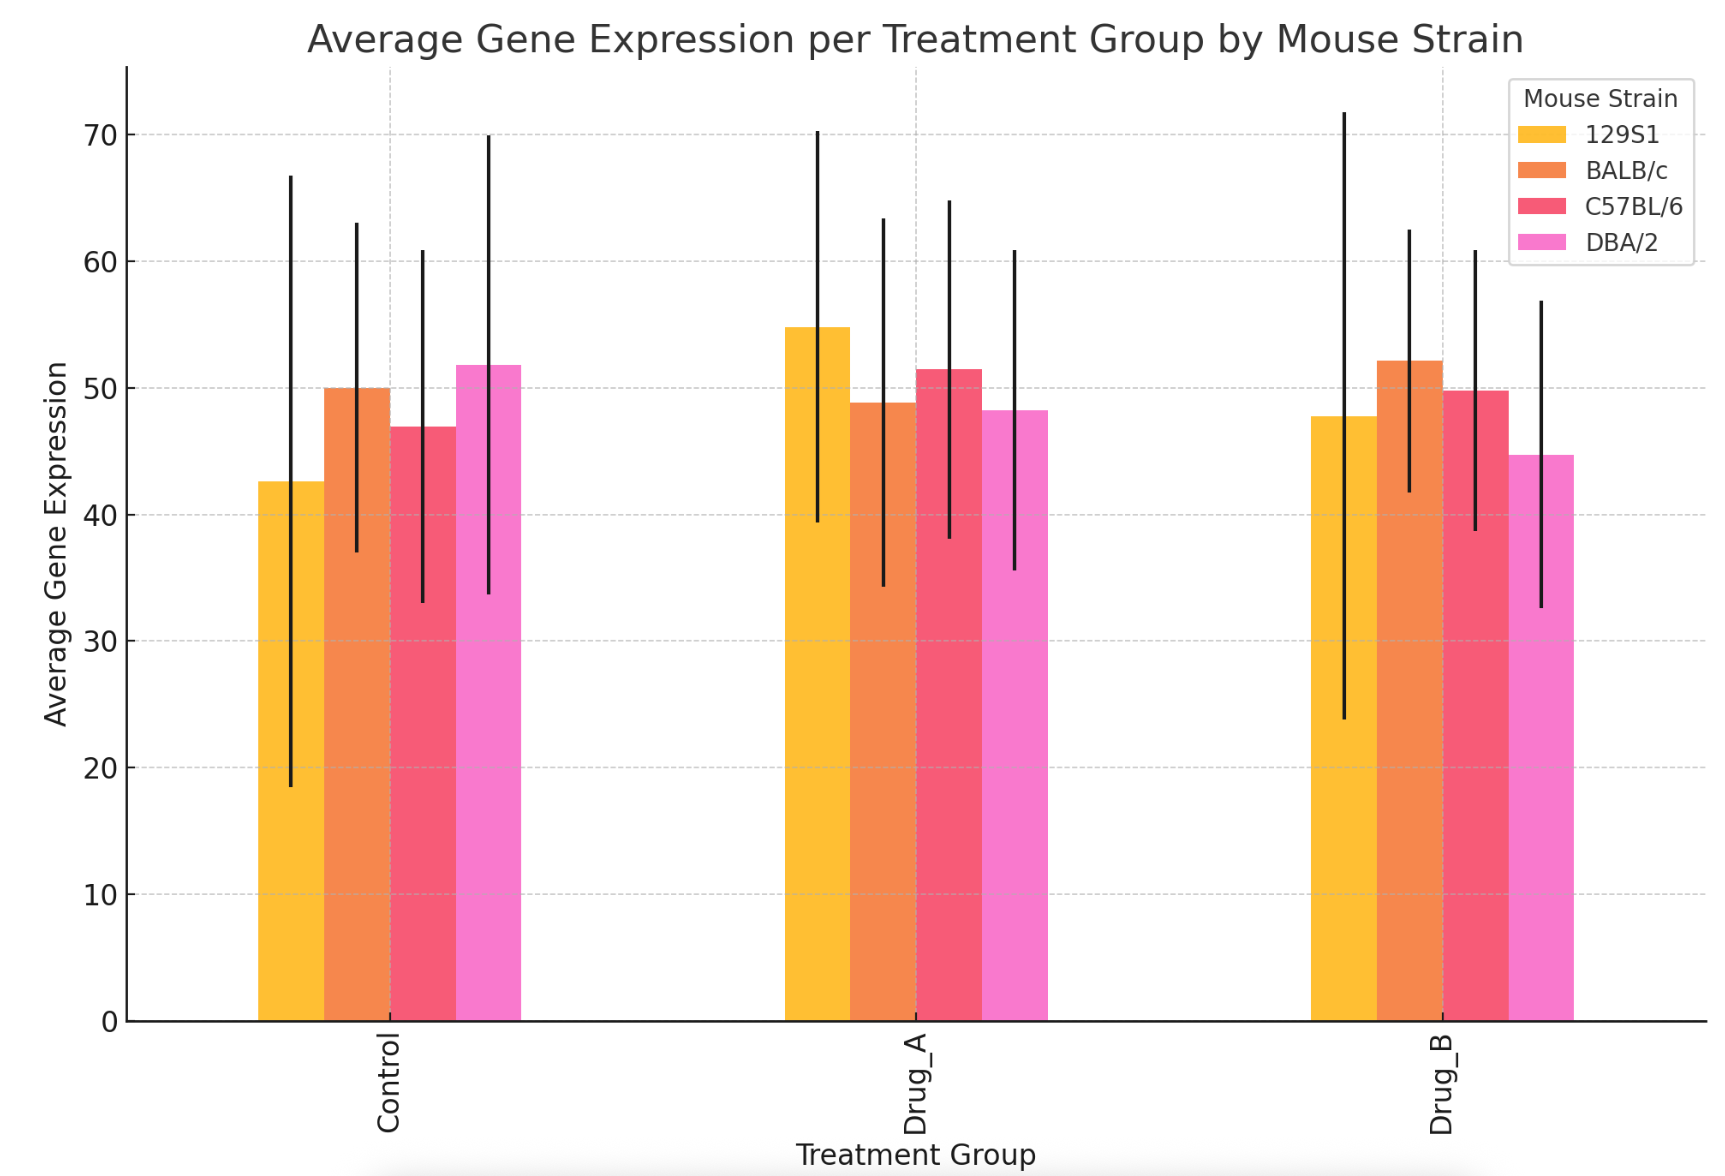 Average Gene Expression per Treatment Group by Mouse Strain
Mouse Strain
129S1
BALB/c
C57BL/6
DBA/2
Average Gene Expression
70
60
50
40
30
20
10
0
Control
Drug_A
Drug_B
Treatment Group